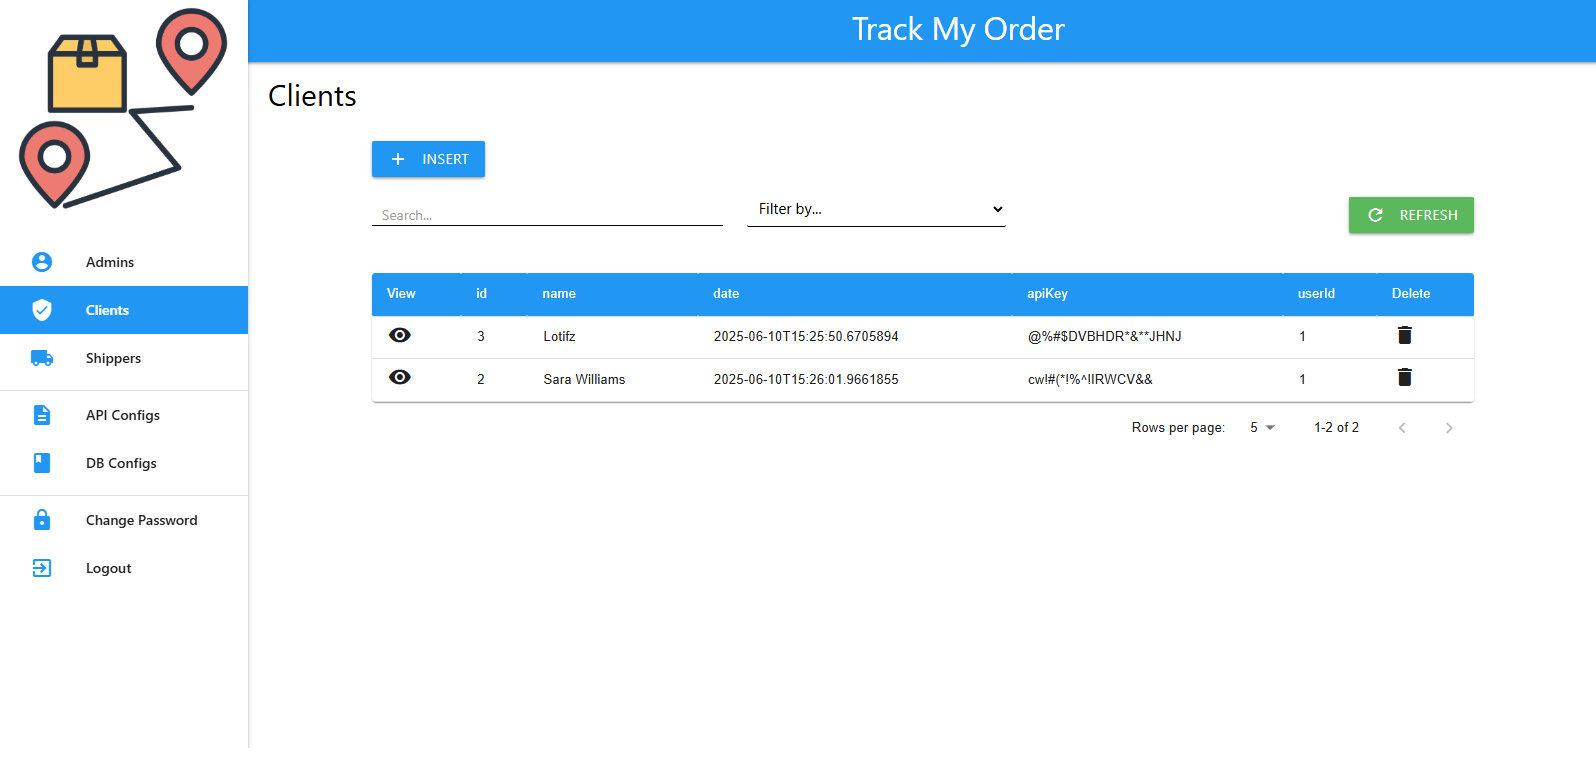 Track My Order
Clients
INSERT
Search...
Filter by...
REFRESH
Admins
Clients
Shippers
API Configs
DB Configs
Change Password
Logout
View id name date apiKey userId Delete
3 Lotifz 2025-06-10T15:25:50.6705894 @%#$DVBHDR*&**JHNJ 1
2 Sara Williams 2025-06-10T15:26:01.9661855 cw!#(*!%^!IRWCV&& 1
Rows per page: 5 1-2 of 2